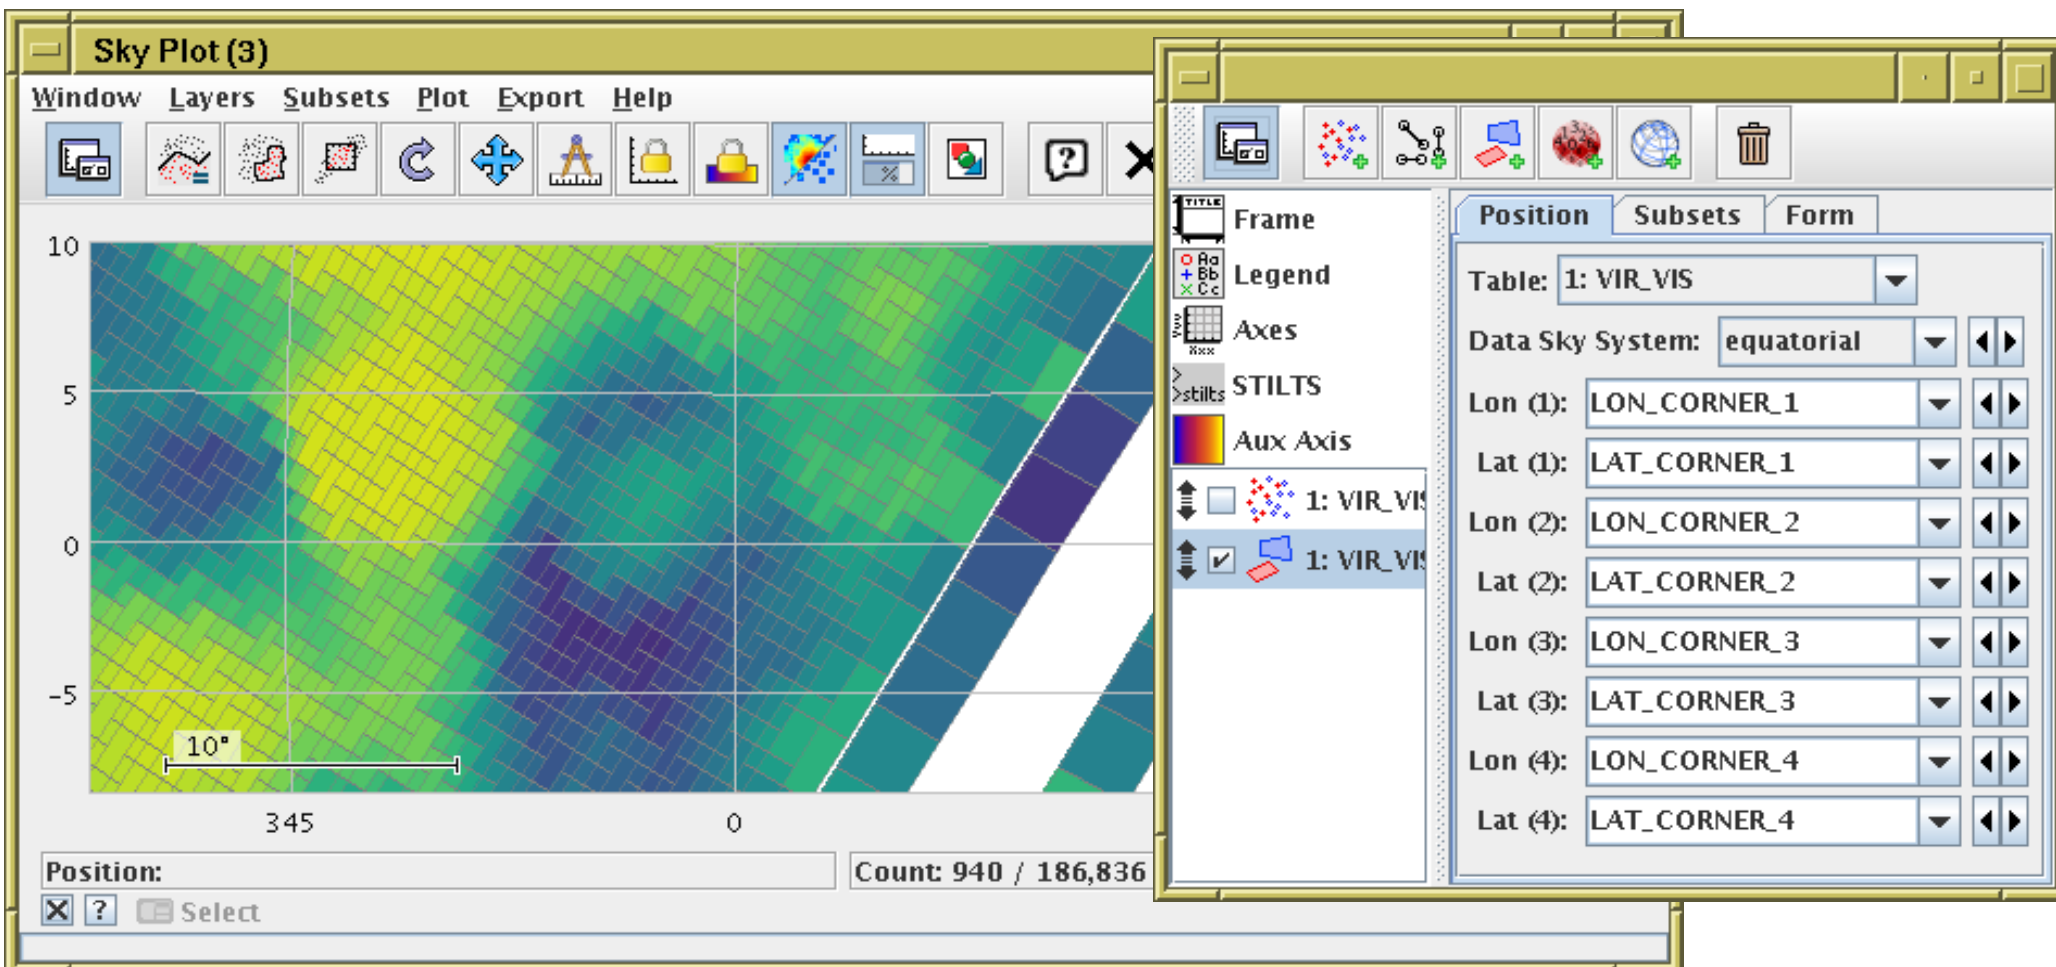 Sky Plot (3)
Window Layers Subsets Plot Export Help
10
5
0
-5
10°
345
0
Position:
Count: 940 / 186,836
Select
Frame
Legend
Axes
STILTS
Aux Axis
1: VIR_VIS
1: VIR_VIS
Position Subsets Form
Table: 1: VIR_VIS
Data Sky System: equatorial
Lon (1): LON_CORNER_1
Lat (1): LAT_CORNER_1
Lon (2): LON_CORNER_2
Lat (2): LAT_CORNER_2
Lon (3): LON_CORNER_3
Lat (3): LAT_CORNER_3
Lon (4): LON_CORNER_4
Lat (4): LAT_CORNER_4